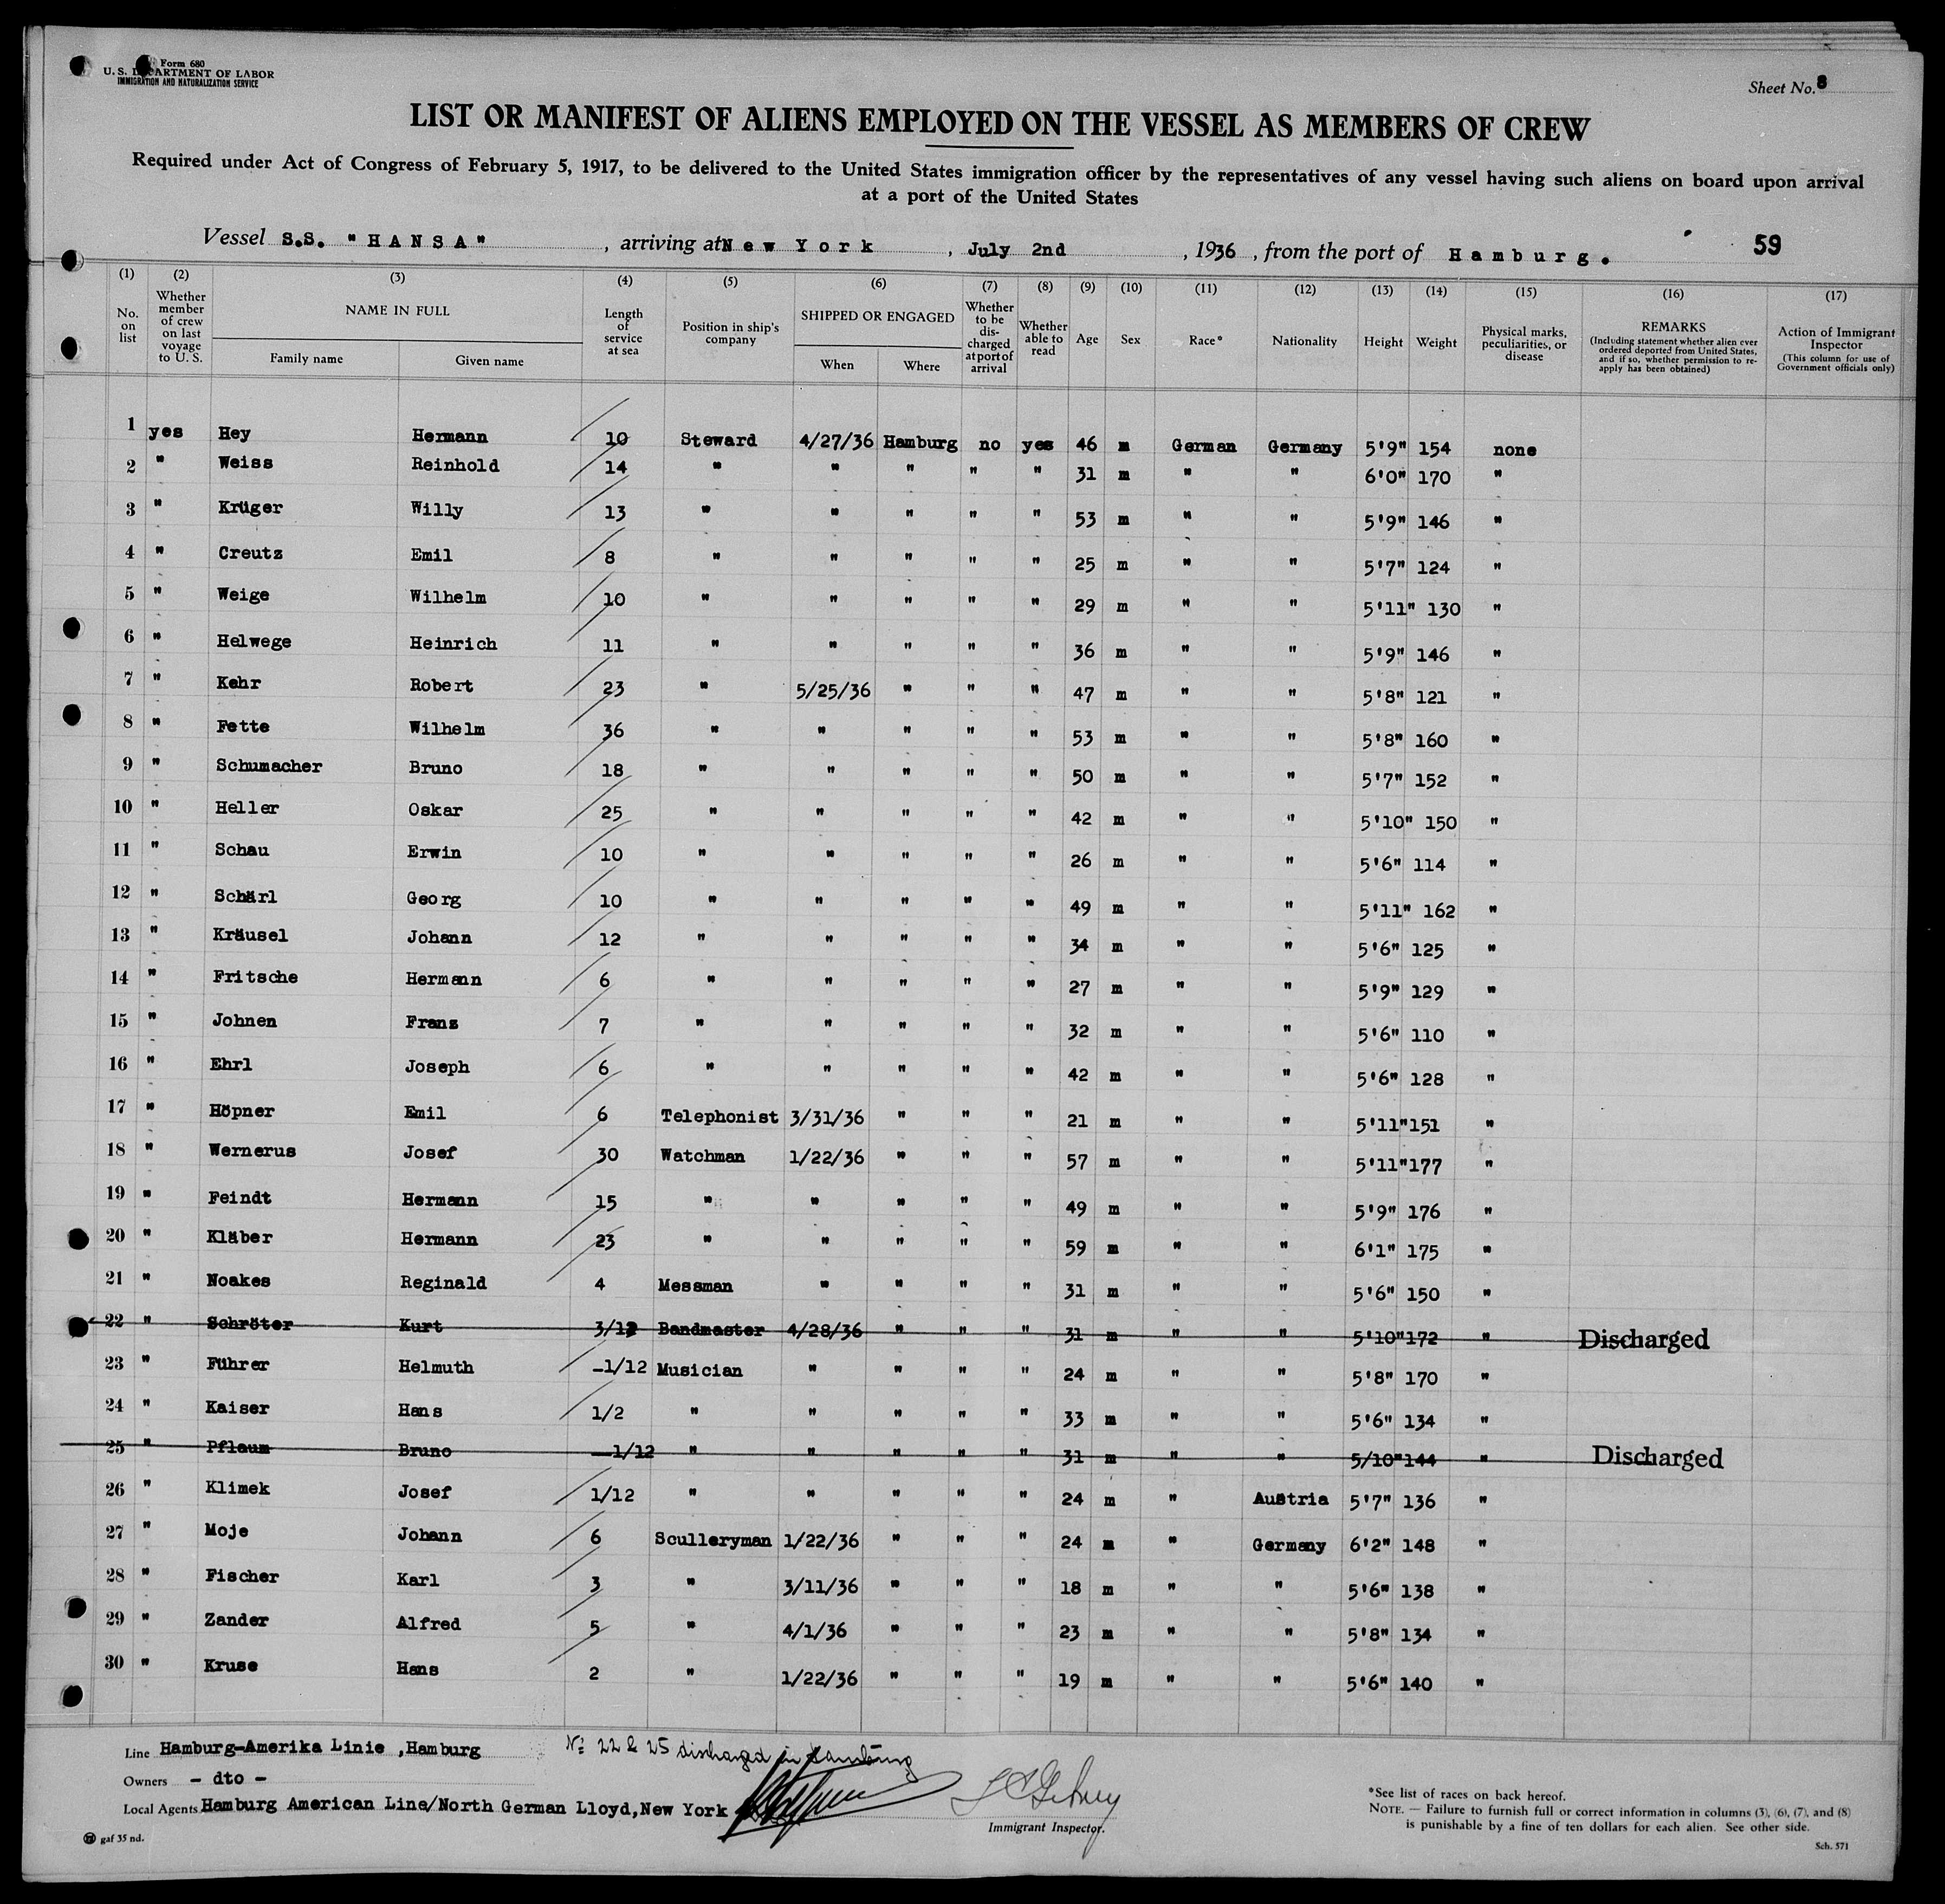 Form 680
U. S. DEPARTMENT OF LABOR
IMMIGRATION AND NATURALIZATION SERVICE
Sheet No. 8
LIST OR MANIFEST OF ALIENS EMPLOYED ON THE VESSEL AS MEMBERS OF CREW
Required under Act of Congress of February 5, 1917, to be delivered to the United States immigration officer by the representatives of any vessel having such aliens on board upon arrival
at a port of the United States
Vessel S.S. "HANSA", arriving at New York, July 2nd, 1936, from the port of Hamburg. 59
(1) (2) (3) (4) (5) (6) (7) (8) (9) (10) (11) (12) (13) (14) (15) (16) (17)
No. on list
Whether member of crew on last voyage to U. S.
NAME IN FULL
Family name
Given name
Length of service at sea
Position in ship's company
SHIPPED OR ENGAGED
When
Where
Whether to be discharged at port of arrival
Whether able to read
Age
Sex
Race*
Nationality
Height
Weight
Physical marks, peculiarities, or disease
REMARKS
(Including statement whether alien ever ordered deported from United States, and if so, whether permission to re-apply has been obtained)
Action of Immigrant Inspector
(This column for use of Government officials only)
1 yes Hey Hermann 10 Steward 4/27/36 Hamburg no yes 46 m German Germany 5'9" 154 none
2 " Weiss Reinhold 14 " " " " " 31 m " " 6'0" 170 "
3 " Krüger Willy 13 " " " " " 53 m " " 5'9" 146 "
4 " Creutz Emil 8 " " " " " 25 m " " 5'7" 124 "
5 " Weige Wilhelm 10 " " " " " 29 m " " 5'11" 130 "
6 " Helwege Heinrich 11 " " " " " 36 m " " 5'9" 146 "
7 " Kehr Robert 23 " 5/25/36 " " " 47 m " " 5'8" 121 "
8 " Fette Wilhelm 36 " " " " " 53 m " " 5'8" 160 "
9 " Schumacher Bruno 18 " " " " " 50 m " " 5'7" 152 "
10 " Heller Oskar 25 " " " " " 42 m " " 5'10" 150 "
11 " Schau Erwin 10 " " " " " 26 m " " 5'6" 114 "
12 " Schärl Georg 10 " " " " " 49 m " " 5'11" 162 "
13 " Kräusel Johann 12 " " " " " 34 m " " 5'6" 125 "
14 " Fritsche Hermann 6 " " " " " 27 m " " 5'9" 129 "
15 " Johnen Franz 7 " " " " " 32 m " " 5'6" 110 "
16 " Ehrl Joseph 6 " " " " " 42 m " " 5'6" 128 "
17 " Höpner Emil 6 Telephonist 3/31/36 " " " 21 m " " 5'11" 151 "
18 " Wernerus Josef 30 Watchman 1/22/36 " " " 57 m " " 5'11" 177 "
19 " Feindt Hermann 15 " " " " " 49 m " " 5'9" 176 "
20 " Kläber Hermann 23 " " " " " 59 m " " 6'1" 175 "
21 " Noakes Reginald 4 Messman " " " " 31 m " " 5'6" 150 "
22 " Schröter Kurt 3/12 Bandmaster 4/28/36 " " " 31 m " " 5'10" 172 " Discharged
23 " Führer Helmuth -1/12 Musician " " " " 24 m " " 5'8" 170 "
24 " Kaiser Hans 1/2 " " " " " 33 m " " 5'6" 134 "
25 " Pflaum Bruno -1/12 " " " " " 31 m " " 5/10" 144 " Discharged
26 " Klimek Josef 1/12 " " " " " 24 m " Austria 5'7" 136 "
27 " Moje Johann 6 Sculleryman 1/22/36 " " " 24 m " Germany 6'2" 148 "
28 " Fischer Karl 3 " 3/11/36 " " " 18 m " " 5'6" 138 "
29 " Zander Alfred 5 " 4/1/36 " " " 23 m " " 5'8" 134 "
30 " Kruse Hans 2 " 1/22/36 " " " 19 m " " 5'6" 140 "
Line Hamburg-Amerika Linie ,Hamburg
No 22 & 25 discharged in Hamburg
Owners - dto -
Local Agents Hamburg American Line/North German Lloyd,New York
Immigrant Inspector.
*See list of races on back hereof.
NOTE. — Failure to furnish full or correct information in columns (3), (6), (7), and (8)
is punishable by a fine of ten dollars for each alien. See other side.
gaf 35 nd.
Sch. 571